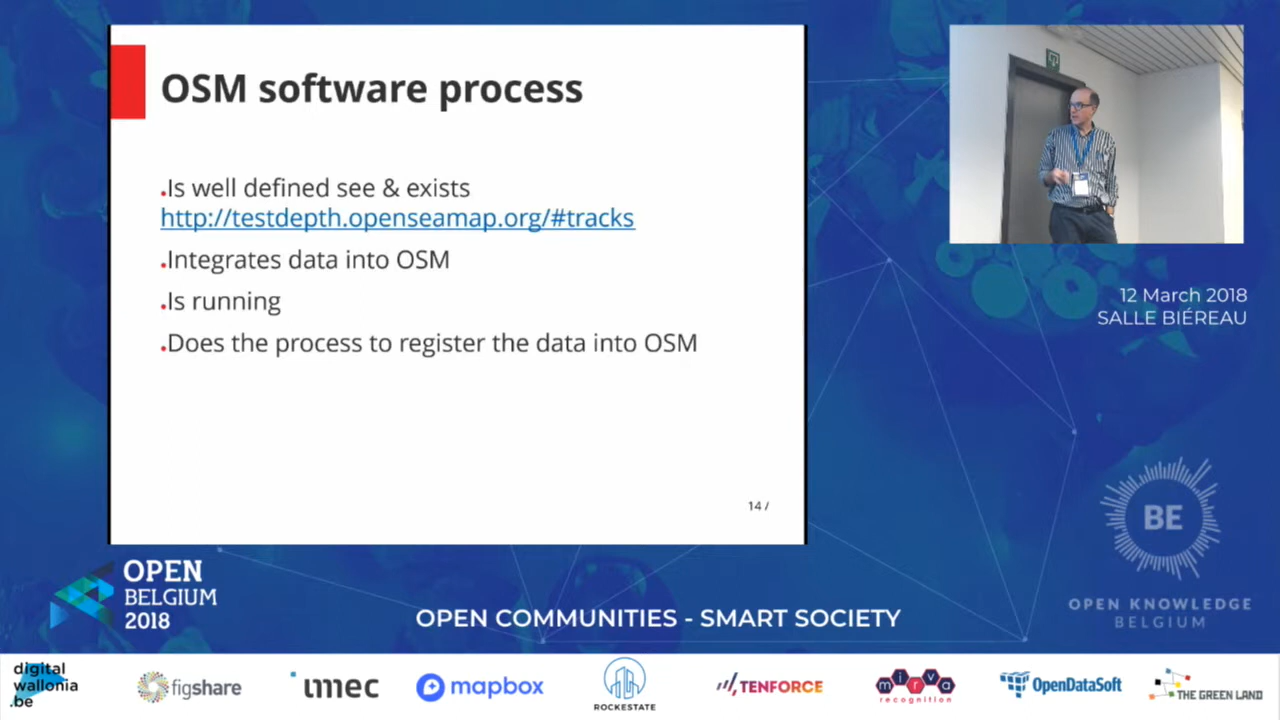 OSM software process
.Is well defined see & exists
http://testdepth.openseamap.org/#tracks
.Integrates data into OSM
.Is running
.Does the process to register the data into OSM
14 /
12 March 2018
SALLE BIÉREAU
BE
OPEN KNOWLEDGE
BELGIUM
OPEN
BELGIUM
2018
OPEN COMMUNITIES - SMART SOCIETY
digital
wallonia
.be
figshare
imec
mapbox
ROCKESTATE
TENFORCE
mirva
recognition
OpenDataSoft
THE GREEN LAND